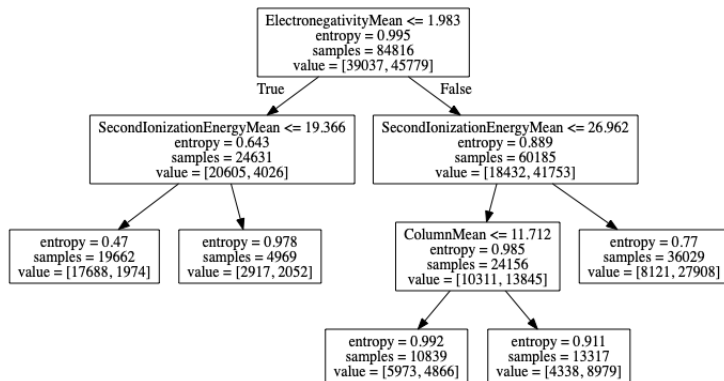 ElectronegativityMean <= 1.983
entropy = 0.995
samples = 84816
value = [39037, 45779]
True
False
SecondIonizationEnergyMean <= 19.366
entropy = 0.643
samples = 24631
value = [20605, 4026]
SecondIonizationEnergyMean <= 26.962
entropy = 0.889
samples = 60185
value = [18432, 41753]
entropy = 0.47
samples = 19662
value = [17688, 1974]
entropy = 0.978
samples = 4969
value = [2917, 2052]
ColumnMean <= 11.712
entropy = 0.985
samples = 24156
value = [10311, 13845]
entropy = 0.77
samples = 36029
value = [8121, 27908]
entropy = 0.992
samples = 10839
value = [5973, 4866]
entropy = 0.911
samples = 13317
value = [4338, 8979]